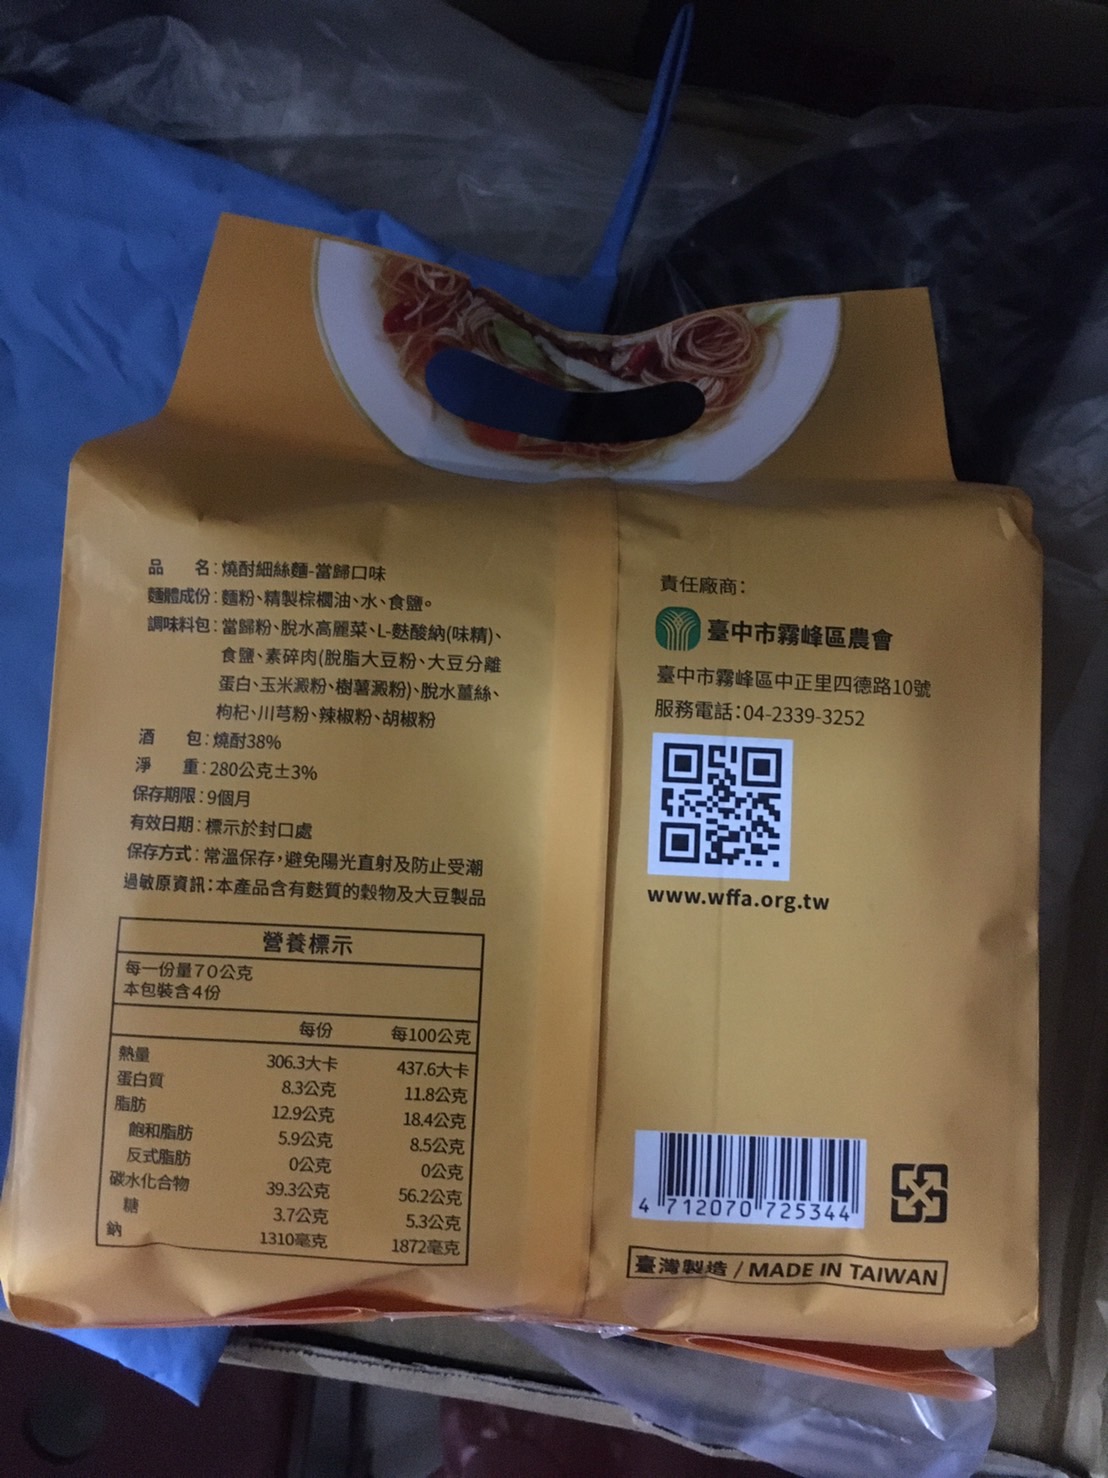 品　名：燒酎細絲麵-當歸口味
麵體成份：麵粉、精製棕櫚油、水、食鹽。
調味料包：當歸粉、脫水高麗菜、L-麩酸納(味精)、
食鹽、素碎肉(脫脂大豆粉、大豆分離
蛋白、玉米澱粉、樹薯澱粉)、脫水薑絲、
枸杞、川芎粉、辣椒粉、胡椒粉
酒　包：燒酎38%
淨　重：280公克±3%
保存期限：9個月
有效日期：標示於封口處
保存方式：常溫保存，避免陽光直射及防止受潮
過敏原資訊：本產品含有麩質的穀物及大豆製品
營養標示
每一份量70公克
本包裝含4份
每份　每100公克
熱量　306.3大卡　437.6大卡
蛋白質　8.3公克　11.8公克
脂肪　12.9公克　18.4公克
飽和脂肪　5.9公克　8.5公克
反式脂肪　0公克　0公克
碳水化合物　39.3公克　56.2公克
糖　3.7公克　5.3公克
鈉　1310毫克　1872毫克
責任廠商：
臺中市霧峰區農會
臺中市霧峰區中正里四德路10號
服務電話：04-2339-3252
www.wffa.org.tw
4 712070 725344
臺灣製造 / MADE IN TAIWAN